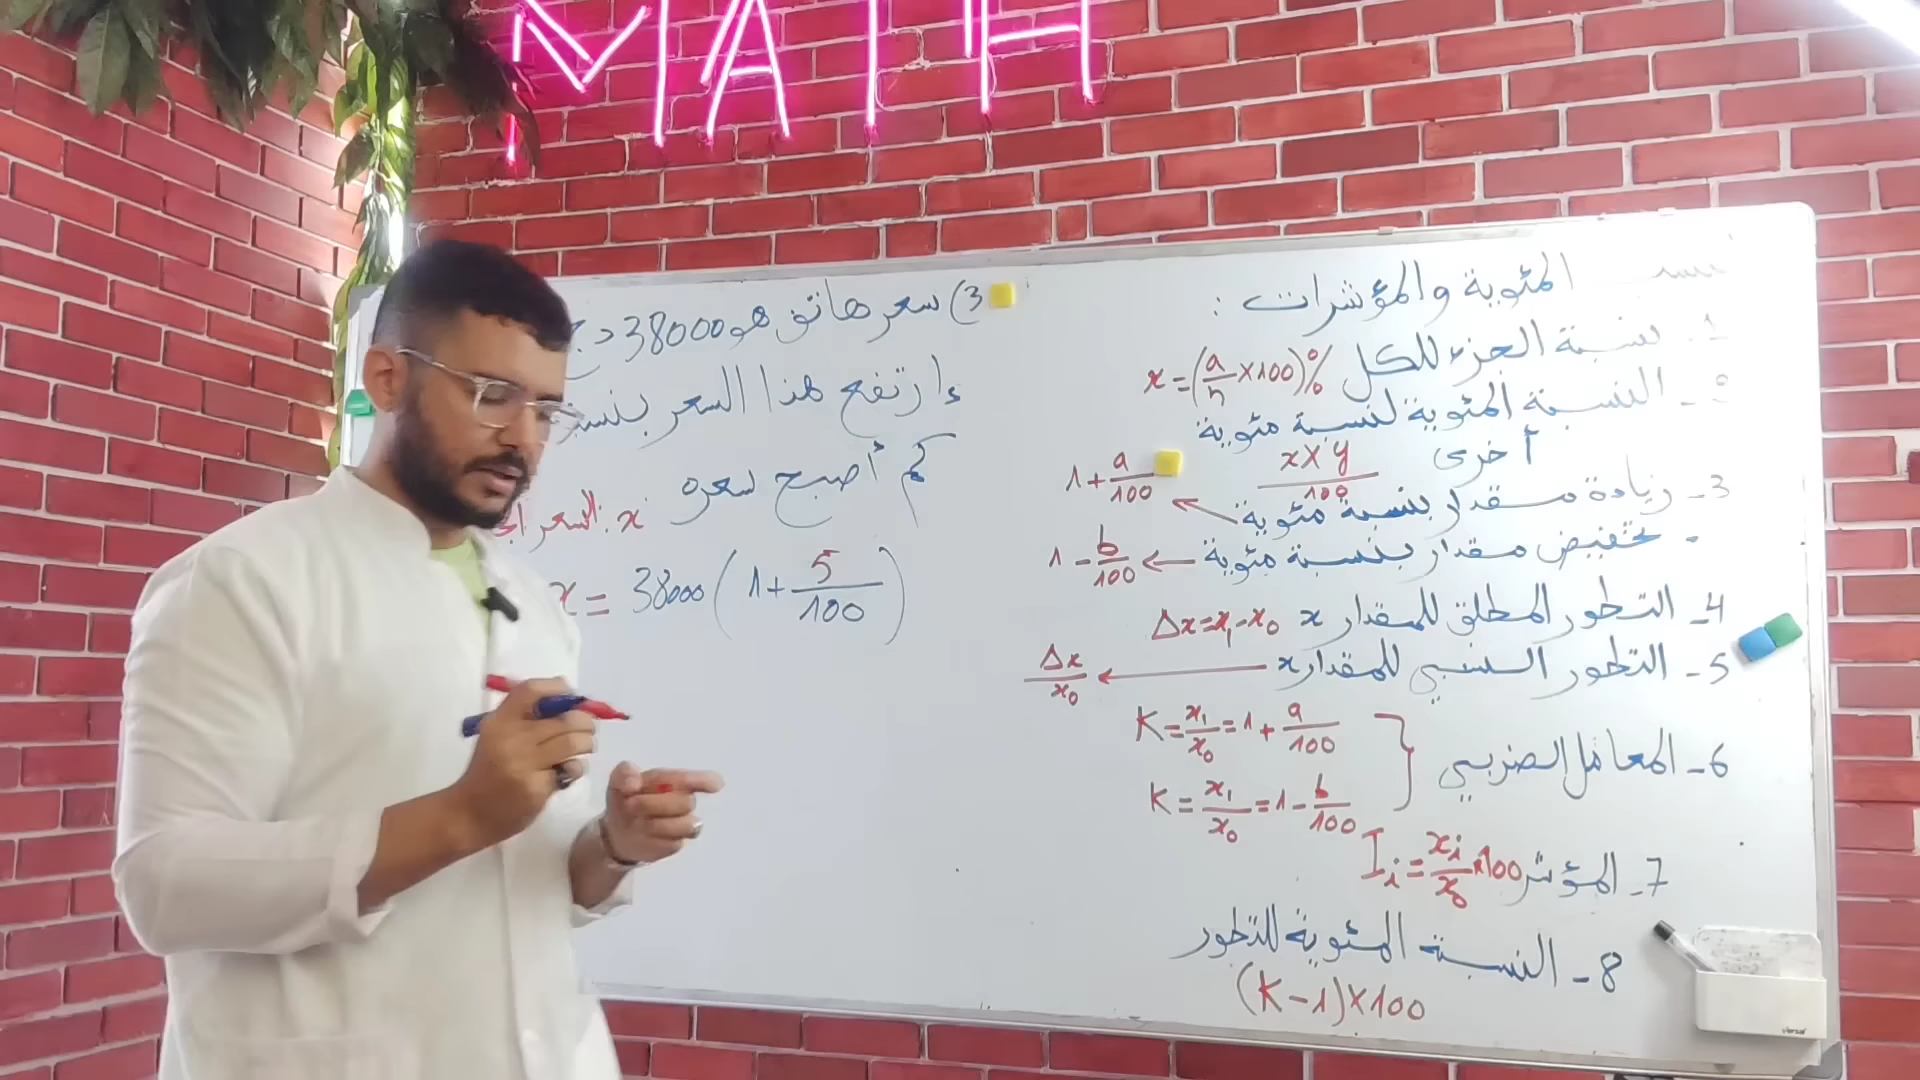 MATH
المئوية والمؤشرات :
1. نسبة الجزء للكل x = (a/n × 100)%
2 - النسبة المئوية لنسبة مئوية
أخرى x × y / 100
3 - زيادة مقدار بنسبة مئوية ← 1 + a/100
- تخفيض مقدار بنسبة مئوية ← 1 - b/100
4 - التطور المطلق للمقدار x Δx = x₁ - x₀
5 - التطور النسبي للمقدار x ← Δx/x₀
6 - المعامل الضربي } K = x₁/x₀ = 1 + a/100
K = x₁/x₀ = 1 - b/100
7 - المؤشر Iᵢ = xᵢ/x₀ × 100
8 - النسبة المئوية للتطور
(K - 1) × 100
3) سعر هاتف هو 38000 دج
إرتفع هذا السعر بنسبة
كم أصبح سعره
x : السعر
x = 38000 (1 + 5/100)
versal